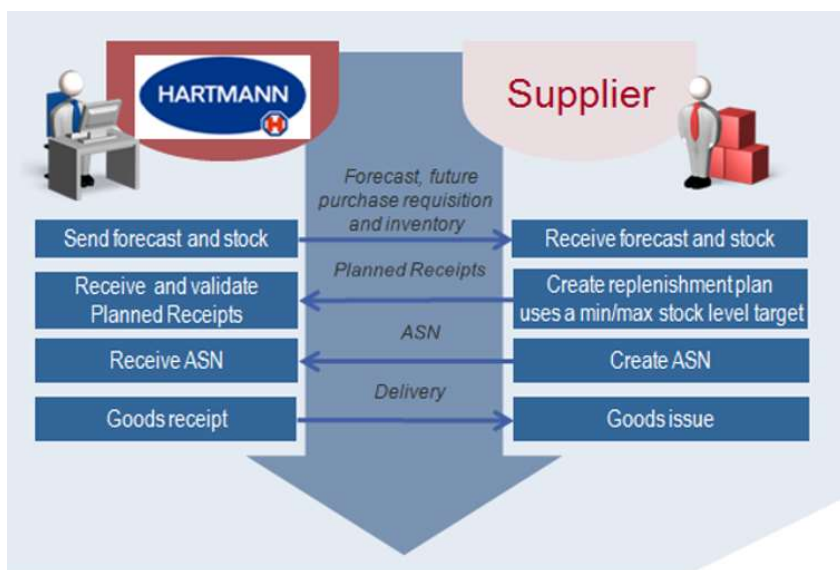 HARTMANN
H
Supplier
Forecast, future
purchase requisition
and inventory
Send forecast and stock
Receive forecast and stock
Planned Receipts
Receive and validate
Planned Receipts
Create replenishment plan
uses a min/max stock level target
ASN
Receive ASN
Create ASN
Delivery
Goods receipt
Goods issue